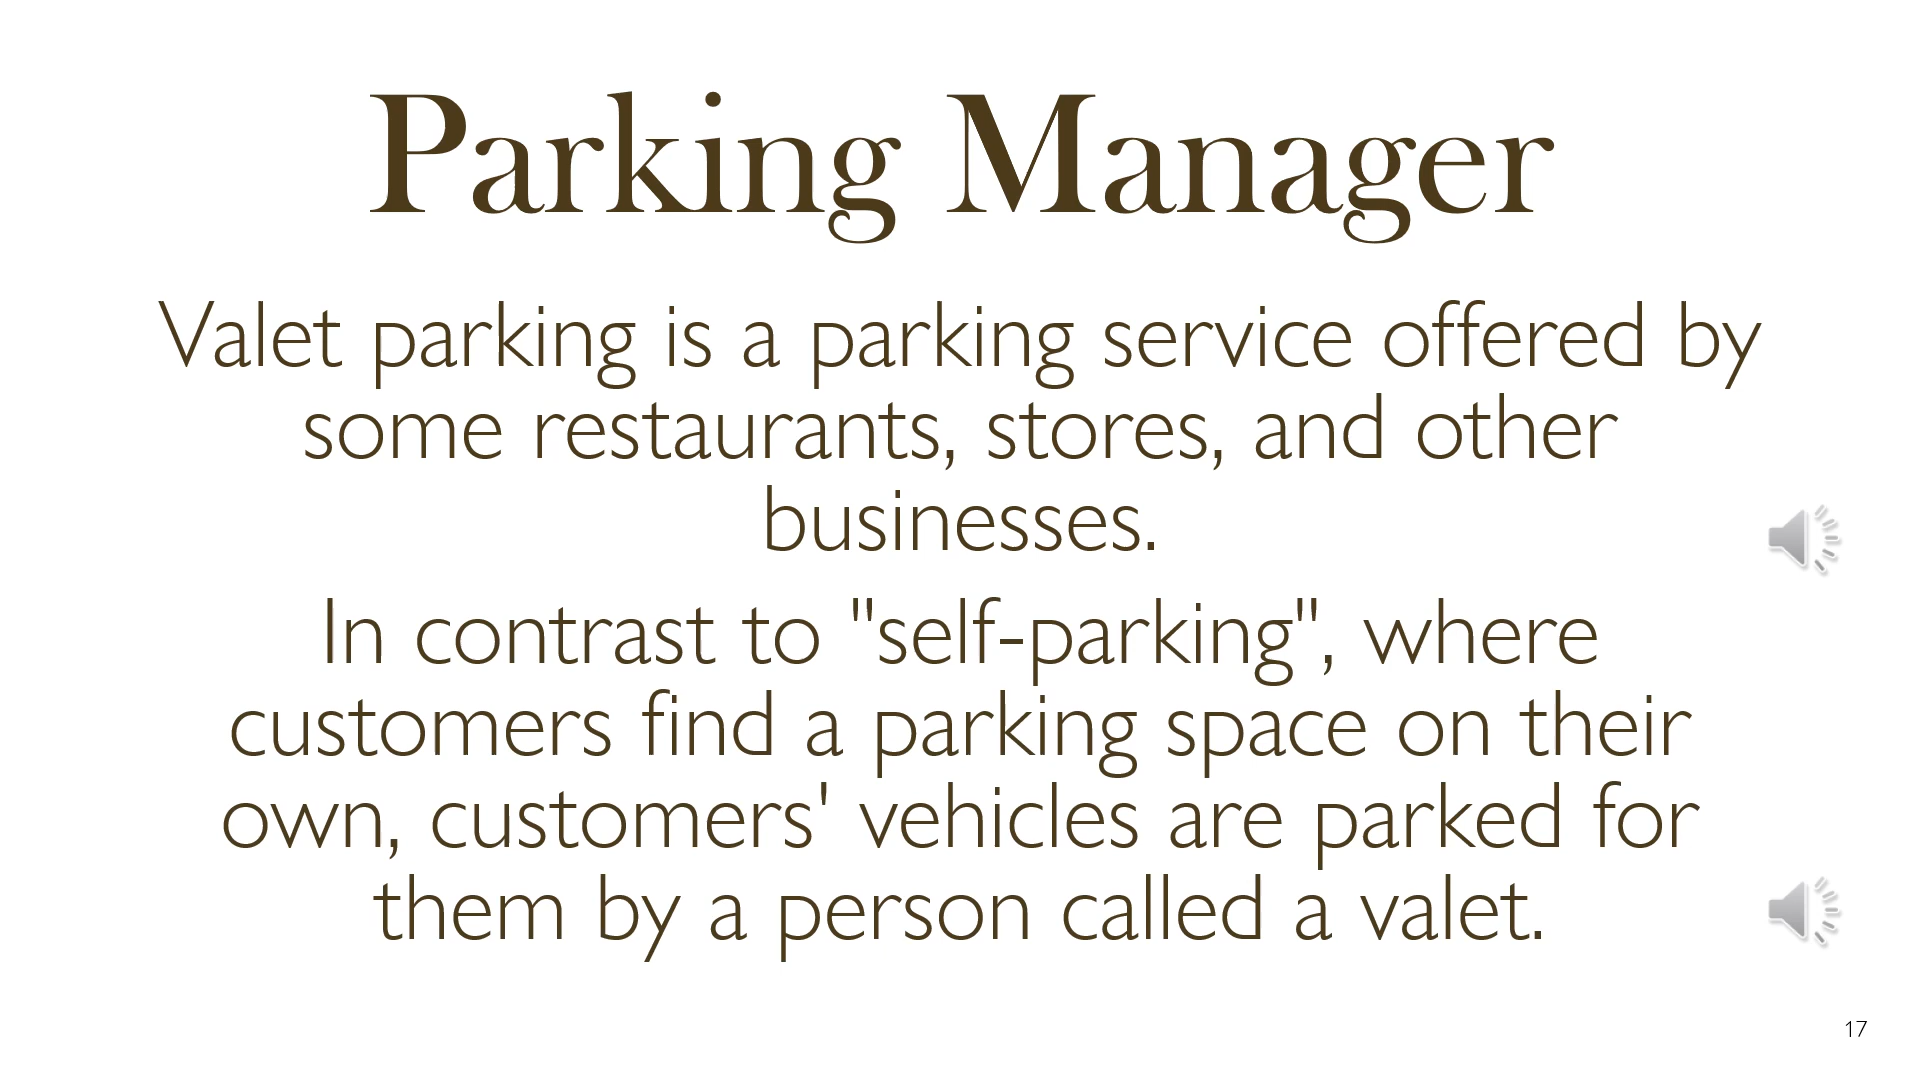 Parking Manager
Valet parking is a parking service offered by
some restaurants, stores, and other
businesses.
In contrast to "self-parking", where
customers find a parking space on their
own, customers' vehicles are parked for
them by a person called a valet.
17